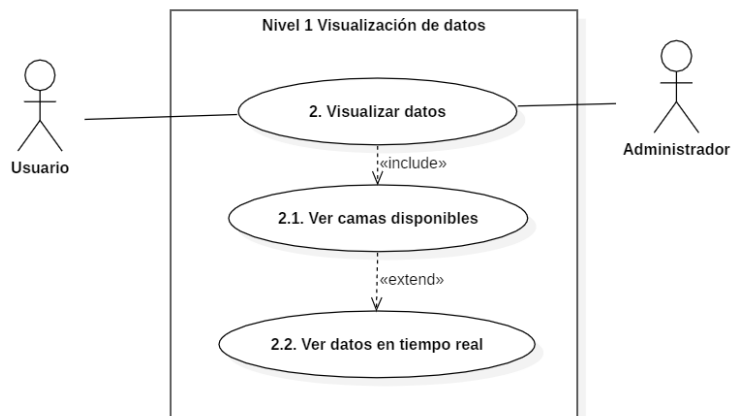 Nivel 1 Visualización de datos
2. Visualizar datos
Usuario
Administrador
«include»
2.1. Ver camas disponibles
«extend»
2.2. Ver datos en tiempo real